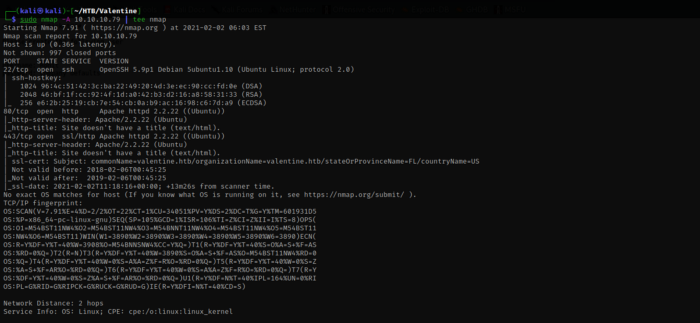 ┌──(kali㉿kali)-[~/HTB/Valentine]
└─$ sudo nmap -A 10.10.10.79 | tee nmap
Starting Nmap 7.91 ( https://nmap.org ) at 2021-02-02 06:03 EST
Nmap scan report for 10.10.10.79
Host is up (0.36s latency).
Not shown: 997 closed ports
PORT    STATE SERVICE  VERSION
22/tcp  open  ssh      OpenSSH 5.9p1 Debian 5ubuntu1.10 (Ubuntu Linux; protocol 2.0)
| ssh-hostkey:
|   1024 96:4c:51:42:3c:ba:22:49:20:4d:3e:ec:90:cc:fd:0e (DSA)
|   2048 46:bf:1f:cc:92:4f:1d:a0:42:b3:d2:16:a8:58:31:33 (RSA)
|_  256 e6:2b:25:19:cb:7e:54:cb:0a:b9:ac:16:98:c6:7d:a9 (ECDSA)
80/tcp  open  http     Apache httpd 2.2.22 ((Ubuntu))
|_http-server-header: Apache/2.2.22 (Ubuntu)
|_http-title: Site doesn't have a title (text/html).
443/tcp open  ssl/http Apache httpd 2.2.22 ((Ubuntu))
|_http-server-header: Apache/2.2.22 (Ubuntu)
|_http-title: Site doesn't have a title (text/html).
| ssl-cert: Subject: commonName=valentine.htb/organizationName=valentine.htb/stateOrProvinceName=FL/countryName=US
| Not valid before: 2018-02-06T00:45:25
|_Not valid after:  2019-02-06T00:45:25
|_ssl-date: 2021-02-02T11:18:16+00:00; +13m26s from scanner time.
No exact OS matches for host (If you know what OS is running on it, see https://nmap.org/submit/ ).
TCP/IP fingerprint:
OS:SCAN(V=7.91%E=4%D=2/2%OT=22%CT=1%CU=34051%PV=Y%DS=2%DC=T%G=Y%TM=601931D5
OS:%P=x86_64-pc-linux-gnu)SEQ(SP=105%GCD=1%ISR=106%TI=Z%CI=Z%II=I%TS=8)OPS(
OS:O1=M54BST11NW4%O2=M54BST11NW4%O3=M54BNNT11NW4%O4=M54BST11NW4%O5=M54BST11
OS:NW4%O6=M54BST11)WIN(W1=3890%W2=3890%W3=3890%W4=3890%W5=3890%W6=3890)ECN(
OS:R=Y%DF=Y%T=40%W=3908%O=M54BNNSNW4%CC=Y%Q=)T1(R=Y%DF=Y%T=40%S=O%A=S+%F=AS
OS:%RD=0%Q=)T2(R=N)T3(R=Y%DF=Y%T=40%W=3890%S=O%A=S+%F=AS%O=M54BST11NW4%RD=0
OS:%Q=)T4(R=Y%DF=Y%T=40%W=0%S=A%A=Z%F=R%O=%RD=0%Q=)T5(R=Y%DF=Y%T=40%W=0%S=Z
OS:%A=S+%F=AR%O=%RD=0%Q=)T6(R=Y%DF=Y%T=40%W=0%S=A%A=Z%F=R%O=%RD=0%Q=)T7(R=Y
OS:%DF=Y%T=40%W=0%S=Z%A=S+%F=AR%O=%RD=0%Q=)U1(R=Y%DF=N%T=40%IPL=164%UN=0%RI
OS:PL=G%RID=G%RIPCK=G%RUCK=G%RUD=G)IE(R=Y%DFI=N%T=40%CD=S)
Network Distance: 2 hops
Service Info: OS: Linux; CPE: cpe:/o:linux:linux_kernel